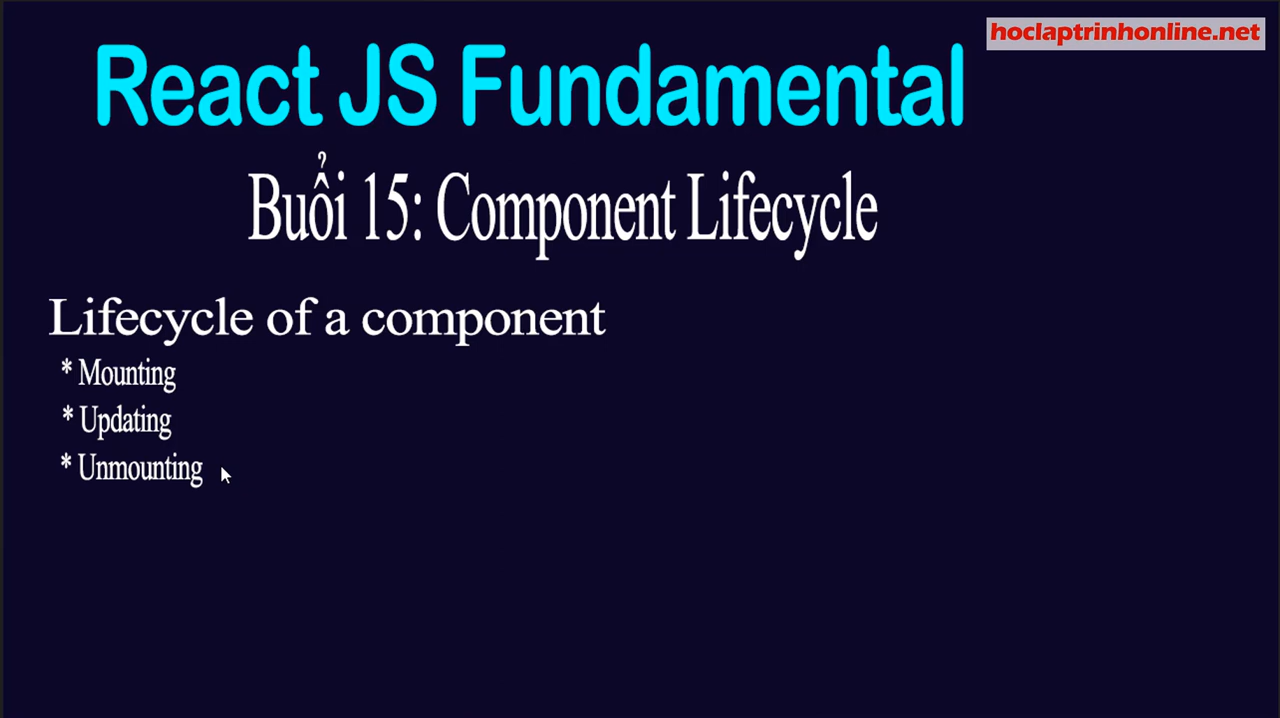 hoclaptrinhonline.net
React JS Fundamental
Buổi 15: Component Lifecycle
Lifecycle of a component
* Mounting
* Updating
* Unmounting